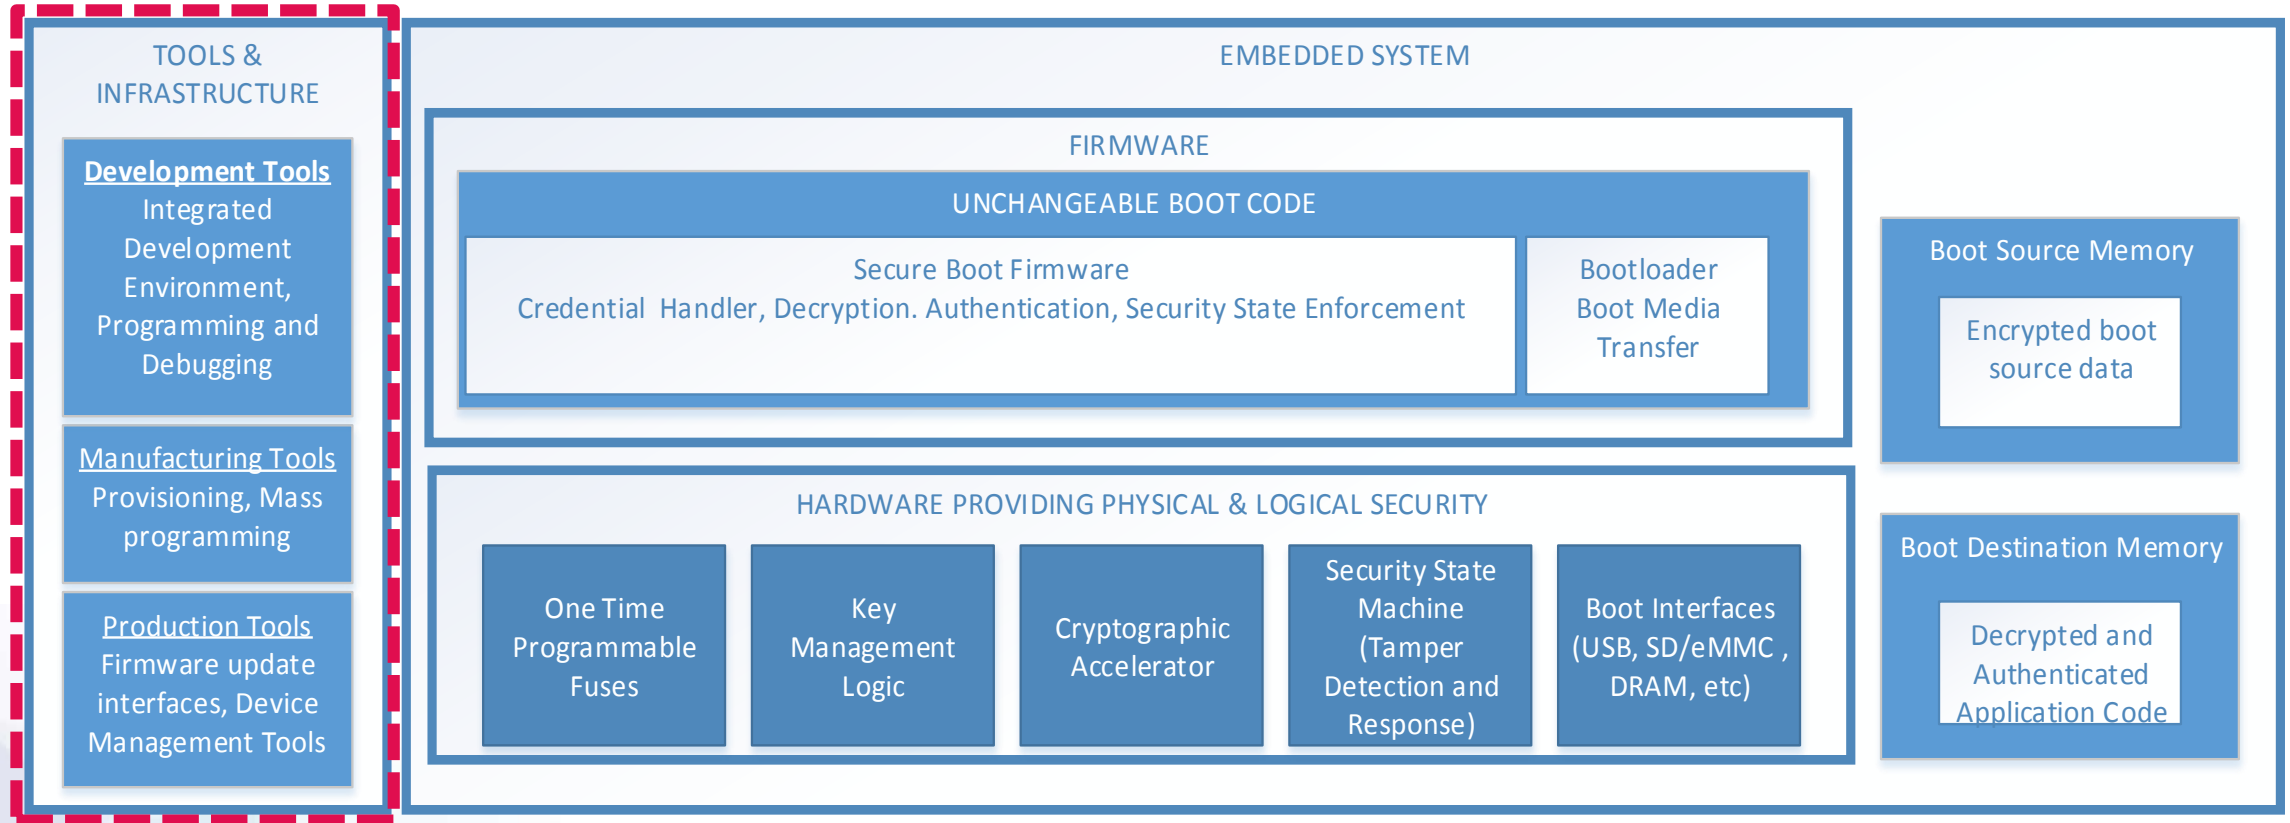 TOOLS &
INFRASTRUCTURE
Development Tools
Integrated
Development
Environment,
Programming and
Debugging
Manufacturing Tools
Provisioning, Mass
programming
Production Tools
Firmware update
interfaces, Device
Management Tools
EMBEDDED SYSTEM
FIRMWARE
UNCHANGEABLE BOOT CODE
Secure Boot Firmware
Credential Handler, Decryption. Authentication, Security State Enforcement
Bootloader
Boot Media
Transfer
HARDWARE PROVIDING PHYSICAL & LOGICAL SECURITY
One Time
Programmable
Fuses
Key
Management
Logic
Cryptographic
Accelerator
Security State
Machine
(Tamper
Detection and
Response)
Boot Interfaces
(USB, SD/eMMC ,
DRAM, etc)
Boot Source Memory
Encrypted boot
source data
Boot Destination Memory
Decrypted and
Authenticated
Application Code